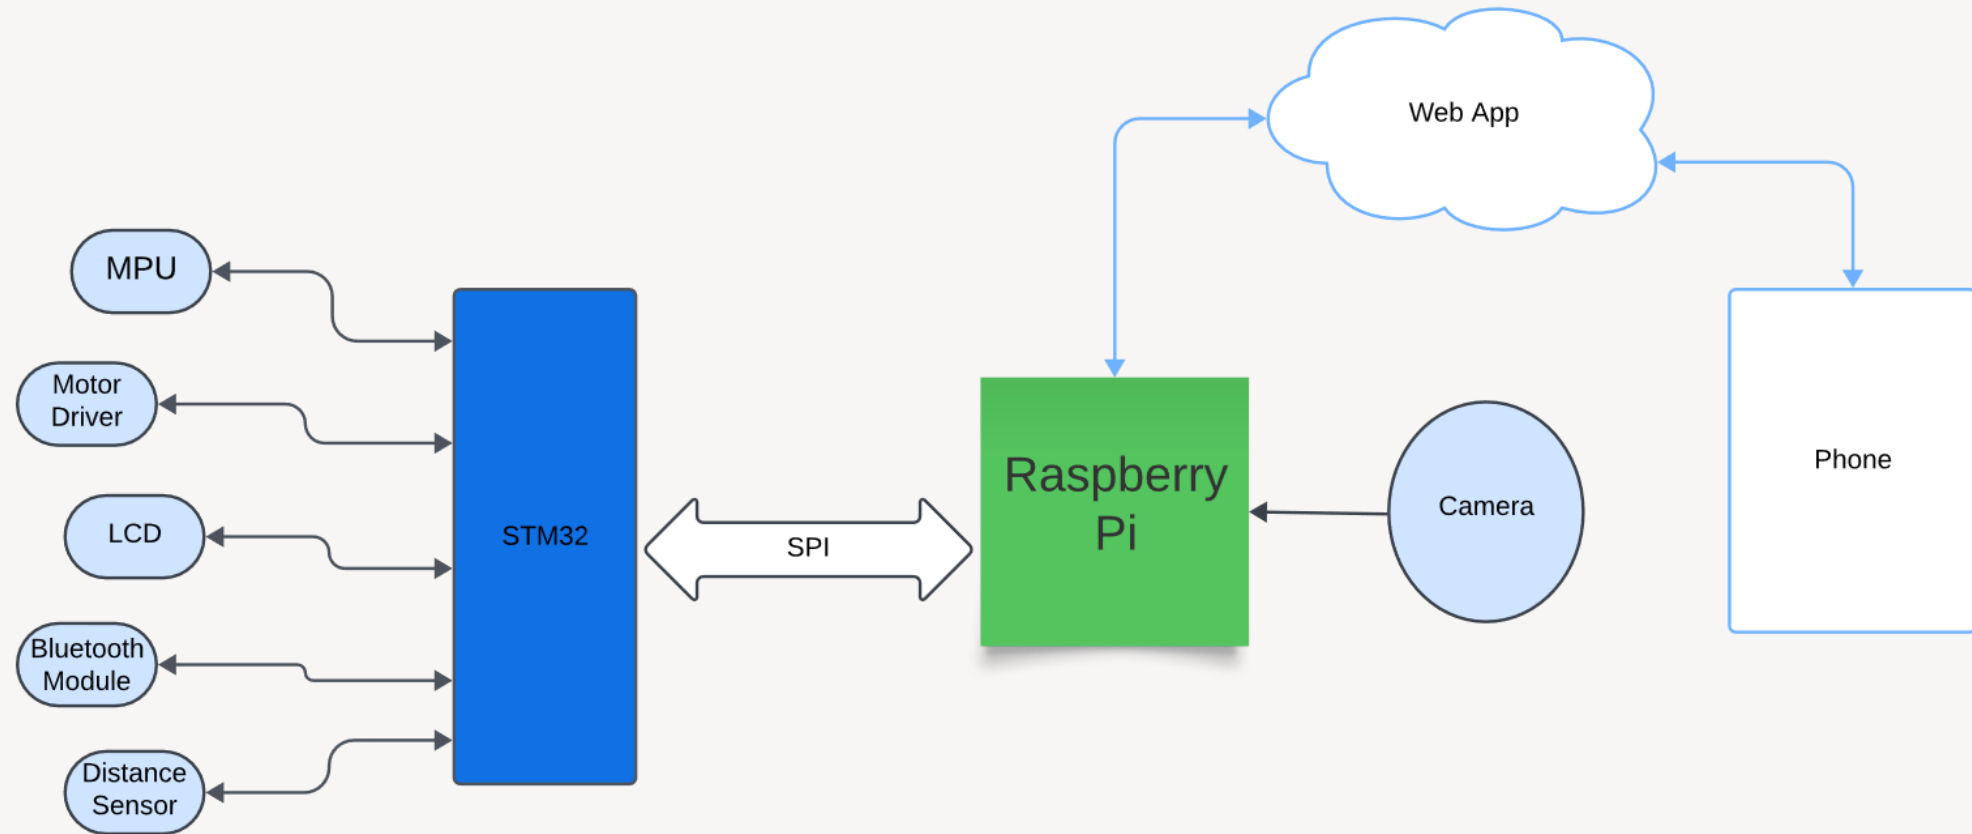 Web App
MPU
Motor
Driver
LCD
STM32
SPI
Raspberry
Pi
Camera
Phone
Bluetooth
Module
Distance
Sensor